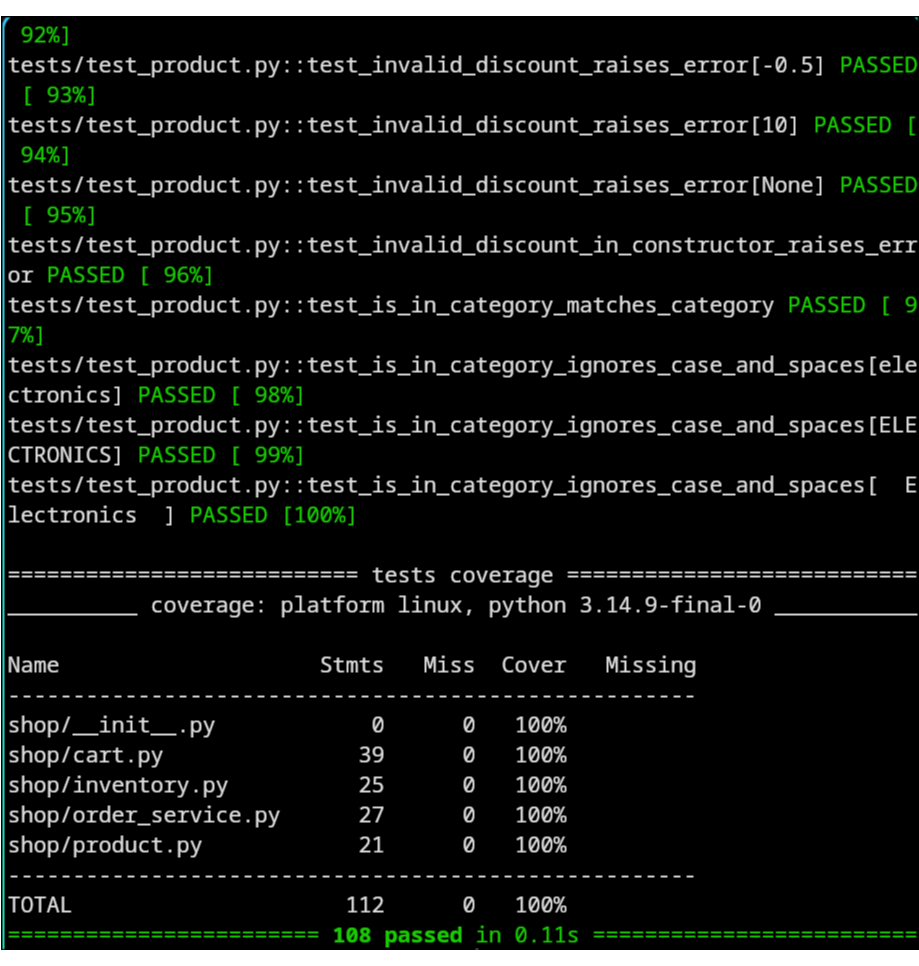 92%]
tests/test_product.py::test_invalid_discount_raises_error[-0.5] PASSED
[ 93%]
tests/test_product.py::test_invalid_discount_raises_error[10] PASSED [
94%]
tests/test_product.py::test_invalid_discount_raises_error[None] PASSED
[ 95%]
tests/test_product.py::test_invalid_discount_in_constructor_raises_err
or PASSED [ 96%]
tests/test_product.py::test_is_in_category_matches_category PASSED [ 9
7%]
tests/test_product.py::test_is_in_category_ignores_case_and_spaces[ele
ctronics] PASSED [ 98%]
tests/test_product.py::test_is_in_category_ignores_case_and_spaces[ELE
CTRONICS] PASSED [ 99%]
tests/test_product.py::test_is_in_category_ignores_case_and_spaces[  E
lectronics  ] PASSED [100%]
=========================== tests coverage ===========================
__________ coverage: platform linux, python 3.14.9-final-0 ___________
Name                    Stmts   Miss  Cover   Missing
-----------------------------------------------------
shop/__init__.py            0      0   100%
shop/cart.py               39      0   100%
shop/inventory.py          25      0   100%
shop/order_service.py      27      0   100%
shop/product.py            21      0   100%
-----------------------------------------------------
TOTAL                     112      0   100%
======================== 108 passed in 0.11s =========================